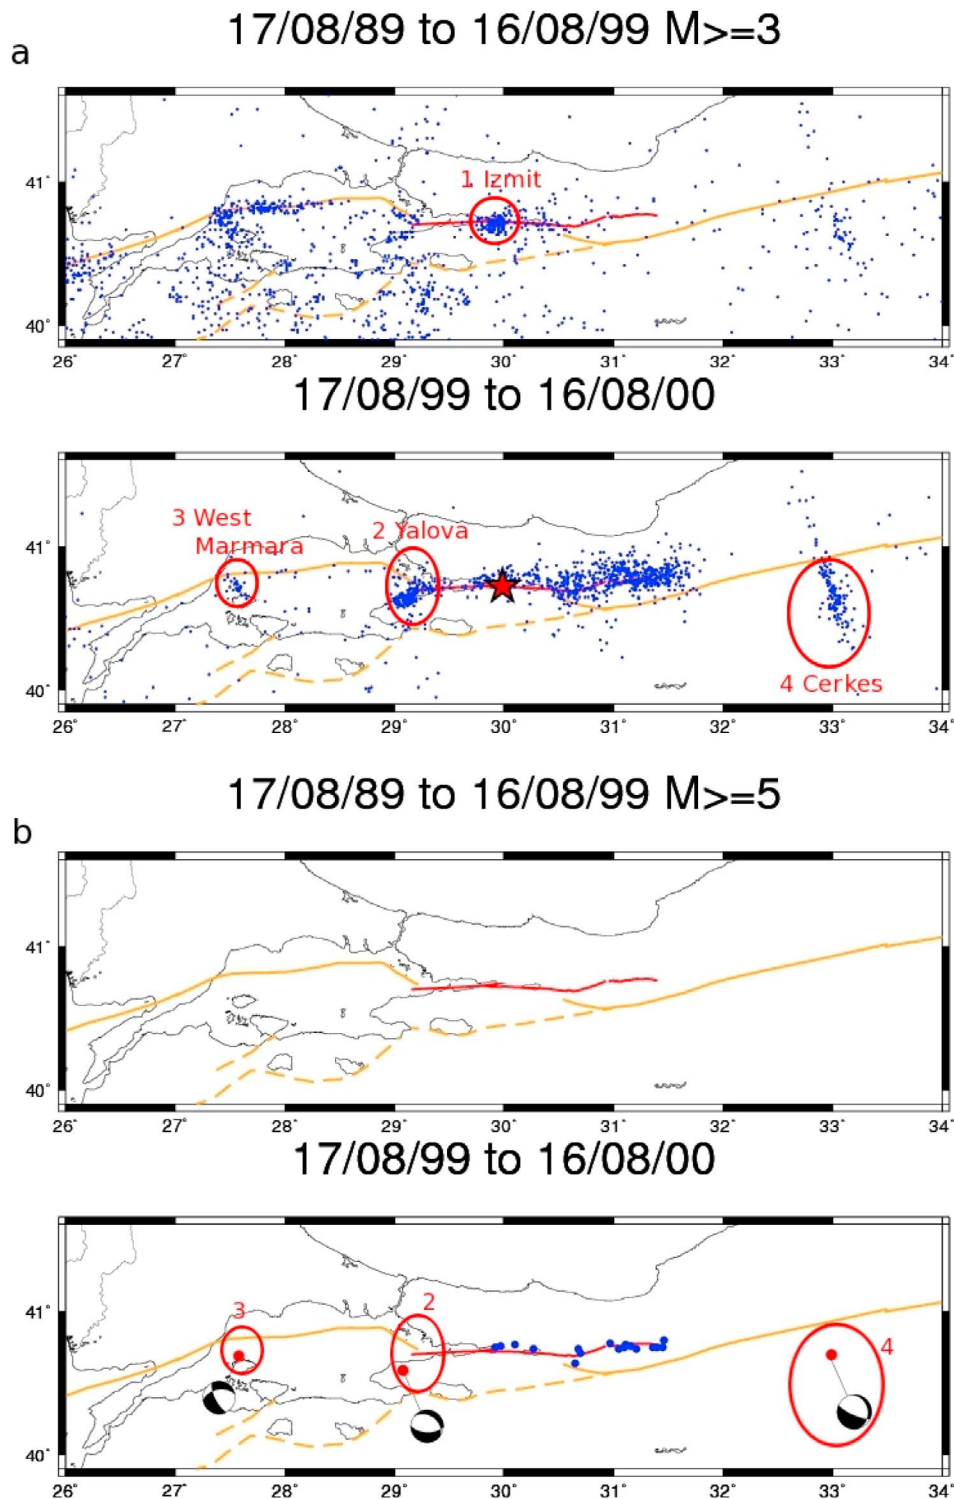 17/08/89 to 16/08/99 M>=3
a
1 Izmit
41°
40°
26° 27° 28° 29° 30° 31° 32° 33° 34°
17/08/99 to 16/08/00
3 West
Marmara
2 Yalova
41°
40°
4 Cerkes
26° 27° 28° 29° 30° 31° 32° 33° 34°
17/08/89 to 16/08/99 M>=5
b
41°
40°
26° 27° 28° 29° 30° 31° 32° 33° 34°
17/08/99 to 16/08/00
3
2
41°
4
40°
26° 27° 28° 29° 30° 31° 32° 33° 34°